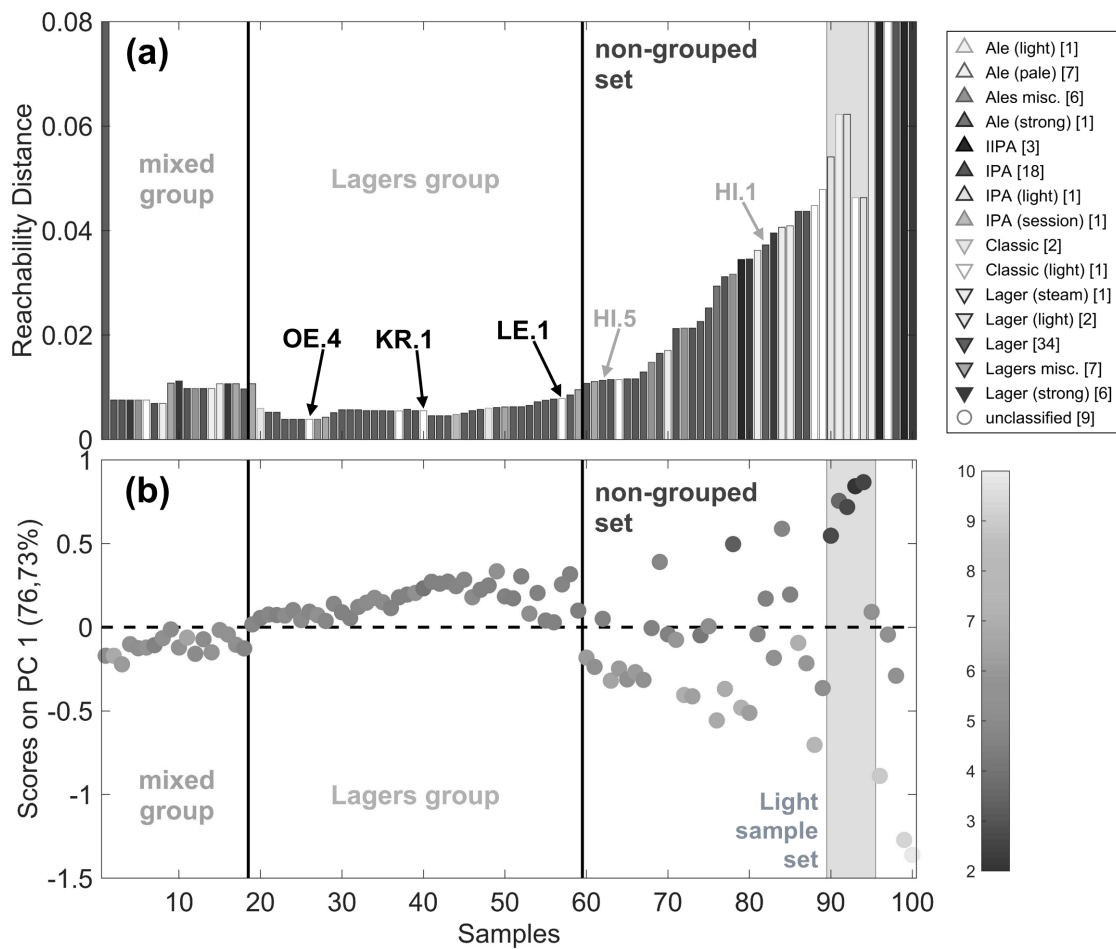 0.08
0.06
0.04
0.02
0
Reachability Distance
(a)
mixed
group
Lagers group
non-grouped
set
OE.4
KR.1
LE.1
HI.5
HI.1
Ale (light) [1]
Ale (pale) [7]
Ales misc. [6]
Ale (strong) [1]
IIPA [3]
IPA [18]
IPA (light) [1]
IPA (session) [1]
Classic [2]
Classic (light) [1]
Lager (steam) [1]
Lager (light) [2]
Lager [34]
Lagers misc. [7]
Lager (strong) [6]
unclassified [9]
1
0.5
0
-0.5
-1
-1.5
Scores on PC 1 (76,73%)
(b)
non-grouped
set
mixed
group
Lagers group
Light
sample
set
10
20
30
40
50
60
70
80
90
100
Samples
10
9
8
7
6
5
4
3
2